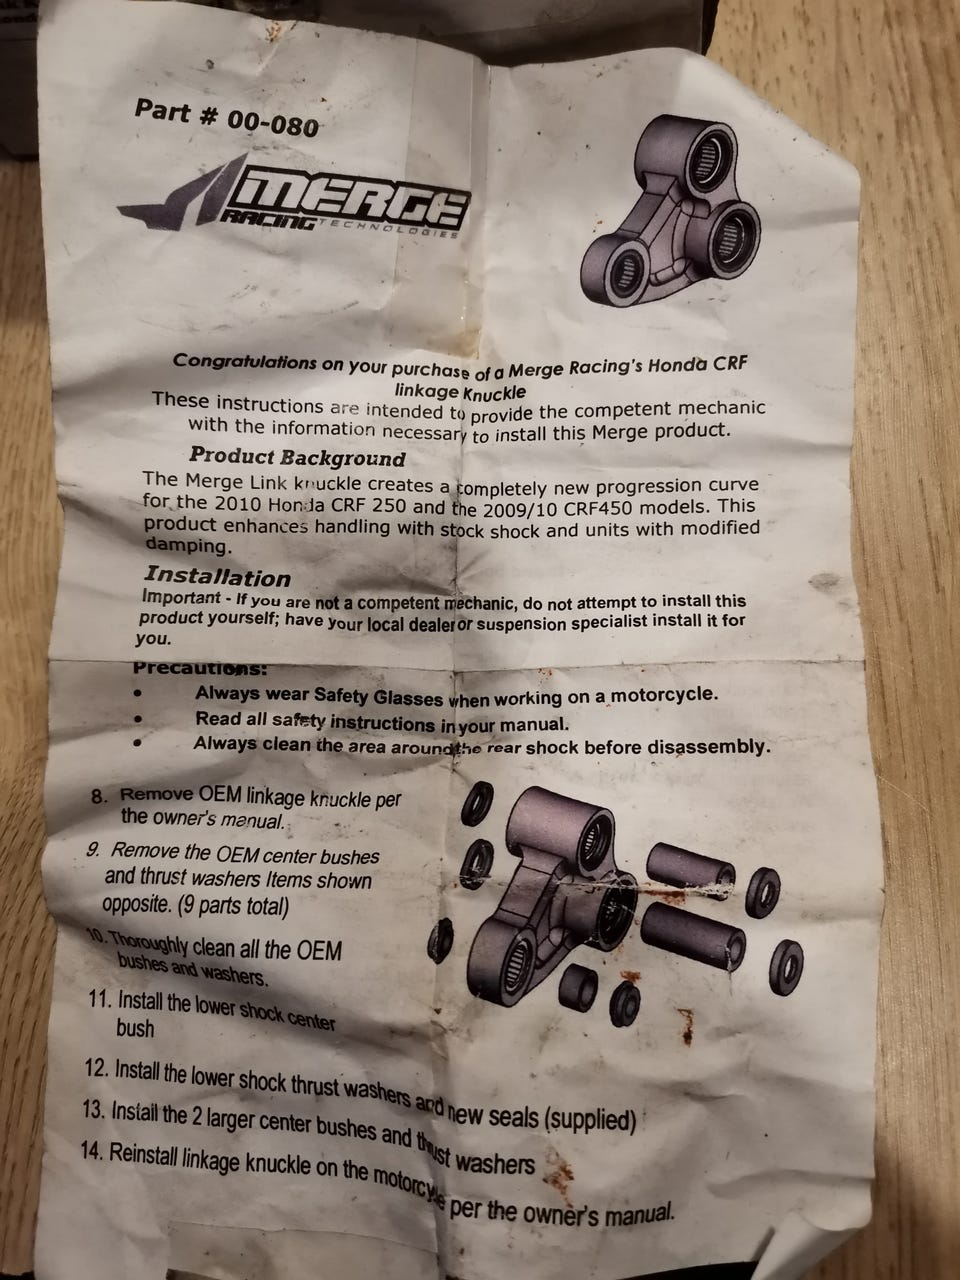 Part # 00-080
MERGE
RACING TECHNOLOGIES
Congratulations on your purchase of a Merge Racing's Honda CRF
linkage Knuckle
These instructions are intended to provide the competent mechanic
with the information necessary to install this Merge product.
Product Background
The Merge Link knuckle creates a completely new progression curve
for the 2010 Honda CRF 250 and the 2009/10 CRF450 models. This
product enhances handling with stock shock and units with modified
damping.
Installation
Important - If you are not a competent mechanic, do not attempt to install this
product yourself; have your local dealer or suspension specialist install it for
you.
Precautions:
• Always wear Safety Glasses when working on a motorcycle.
• Read all safety instructions in your manual.
• Always clean the area around the rear shock before disassembly.
8. Remove OEM linkage knuckle per
the owner's manual.
9. Remove the OEM center bushes
and thrust washers Items shown
opposite. (9 parts total)
10. Thoroughly clean all the OEM
bushes and washers.
11. Install the lower shock center
bush
12. Install the lower shock thrust washers and new seals (supplied)
13. Install the 2 larger center bushes and thrust washers
14. Reinstall linkage knuckle on the motorcycle per the owner's manual.